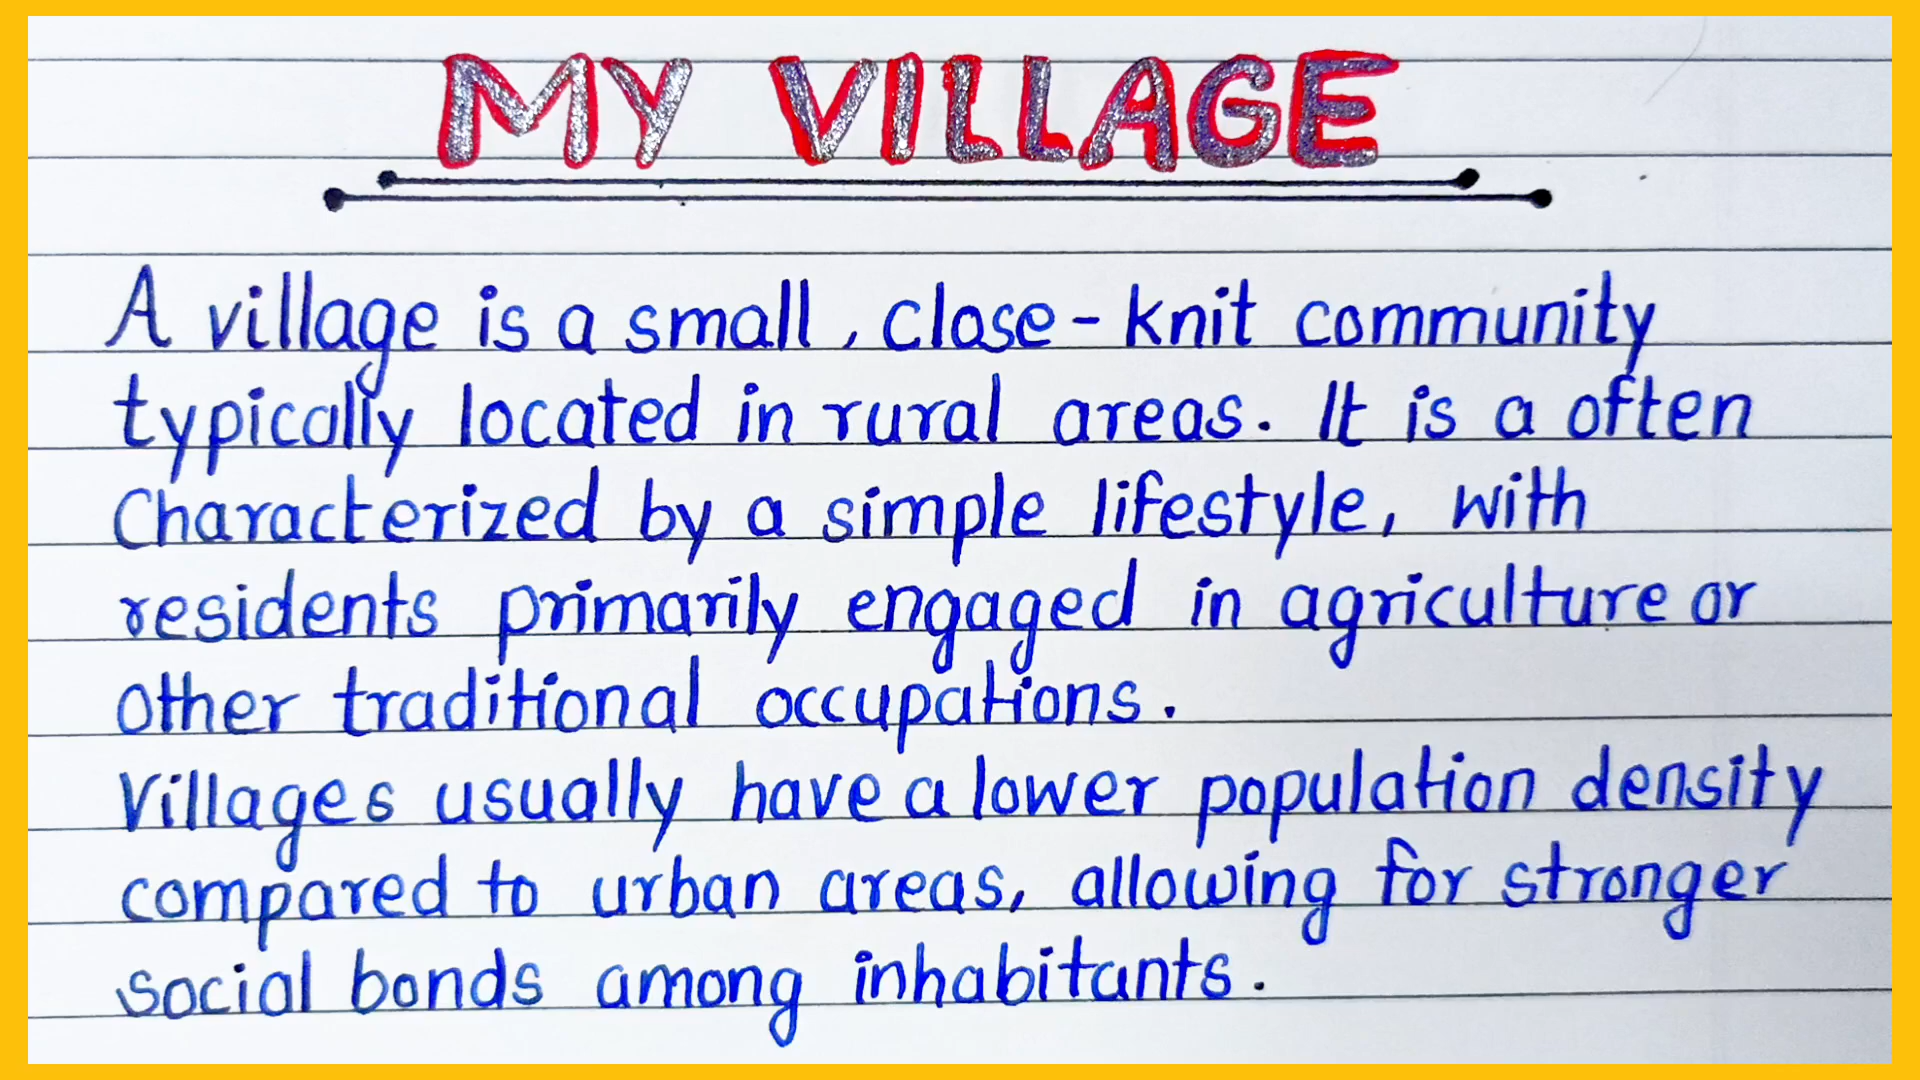 MY VILLAGE
A village is a small, close-knit community
typically located in rural areas. It is a often
Characterized by a simple lifestyle, with
residents primarily engaged in agriculture or
other traditional occupations.
Villages usually have a lower population density
compared to urban areas, allowing for stronger
social bonds among inhabitants.